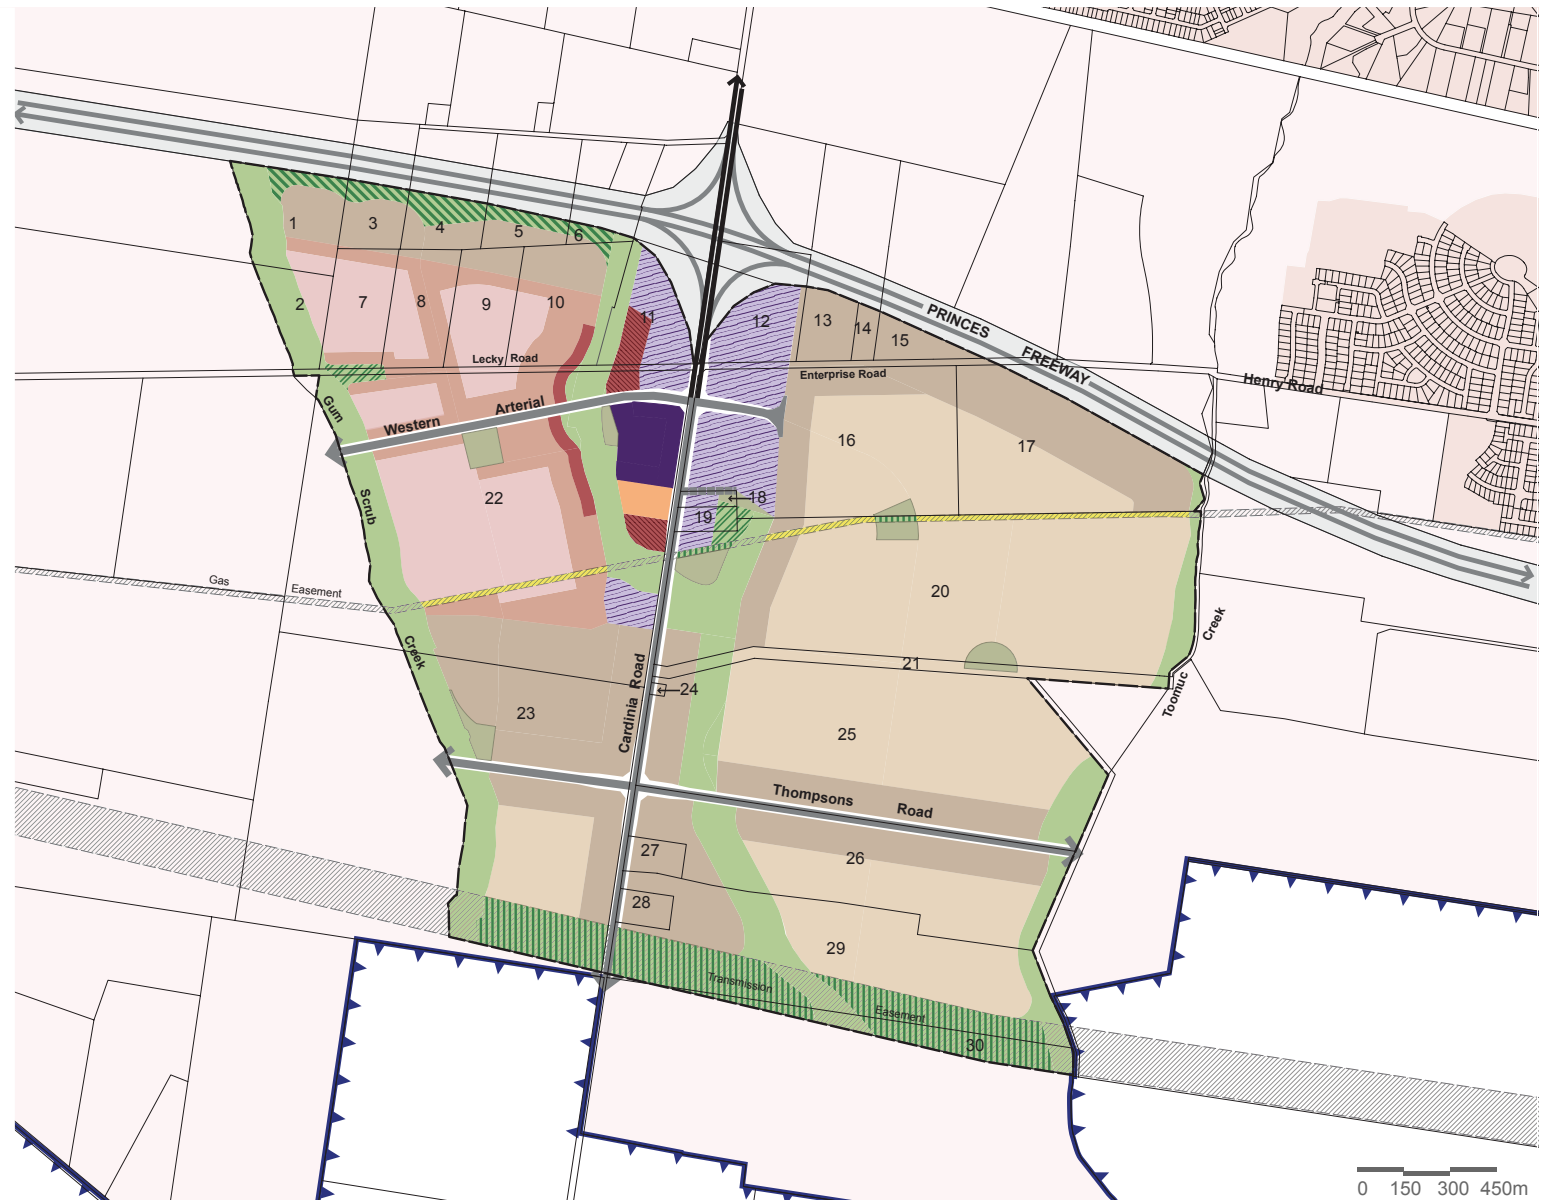 1
3
4
5
6
2
7
8
9
10
11
12
13
14
15
PRINCES
FREEWAY
Lecky Road
Enterprise Road
Henry Road
Western Arterial
Gum
Scrub
Creek
16
17
22
18
19
Gas Easement
20
21
Toomuc Creek
Cardinia Road
24
23
25
Thompsons Road
26
27
28
29
Transmission Easement
30
0 150 300 450m